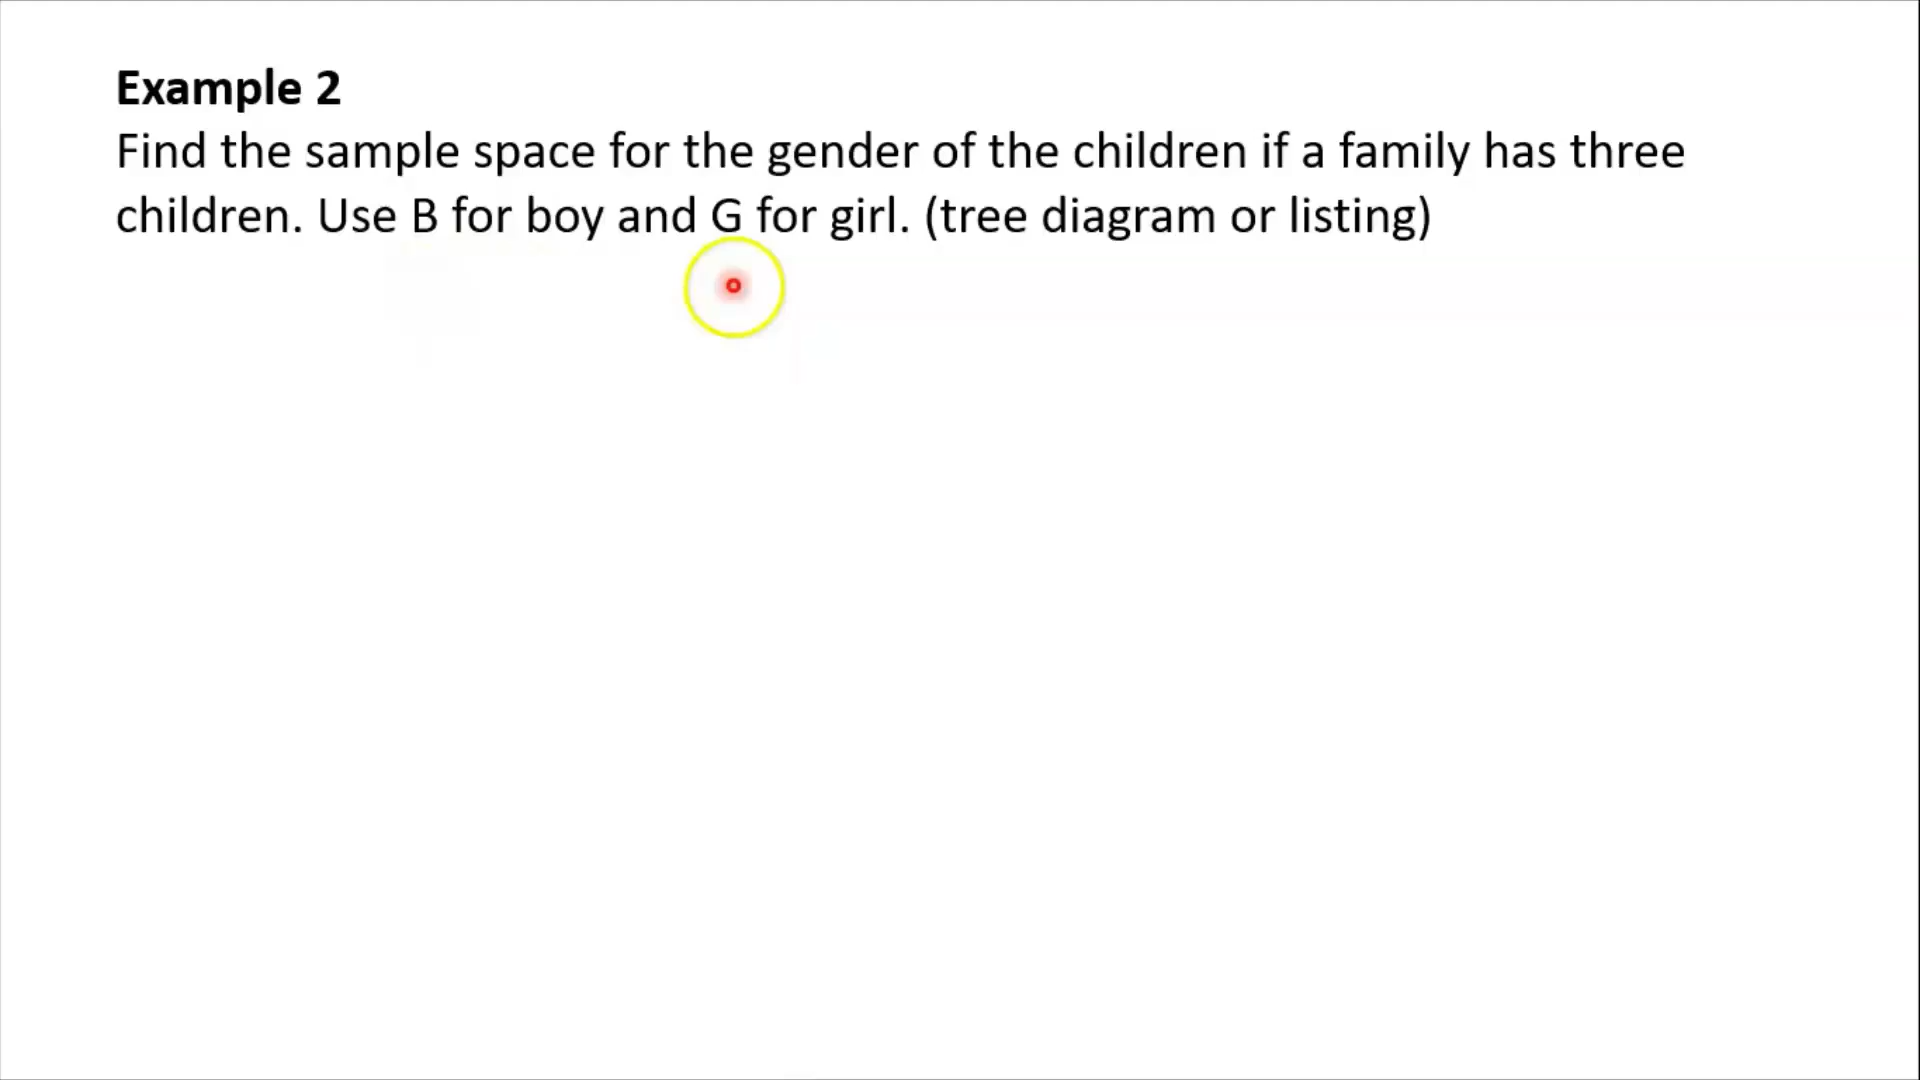 Example 2
Find the sample space for the gender of the children if a family has three
children. Use B for boy and G for girl. (tree diagram or listing)